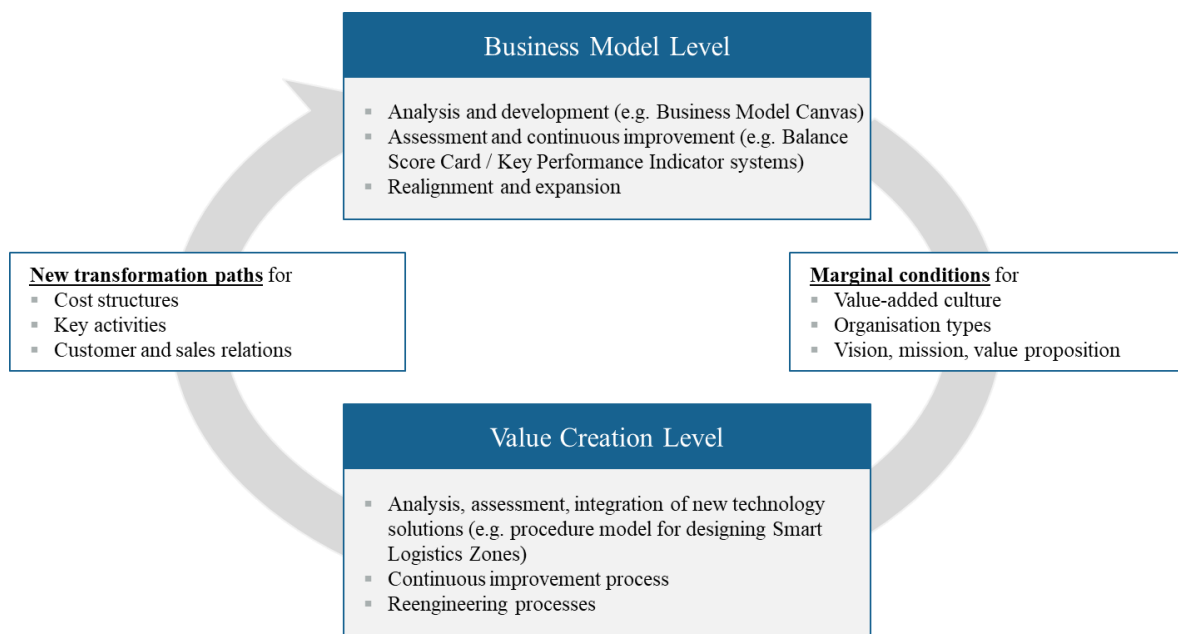 Business Model Level
▪ Analysis and development (e.g. Business Model Canvas)
▪ Assessment and continuous improvement (e.g. Balance
Score Card / Key Performance Indicator systems)
▪ Realignment and expansion
New transformation paths for
▪ Cost structures
▪ Key activities
▪ Customer and sales relations
Marginal conditions for
▪ Value-added culture
▪ Organisation types
▪ Vision, mission, value proposition
Value Creation Level
▪ Analysis, assessment, integration of new technology
solutions (e.g. procedure model for designing Smart
Logistics Zones)
▪ Continuous improvement process
▪ Reengineering processes